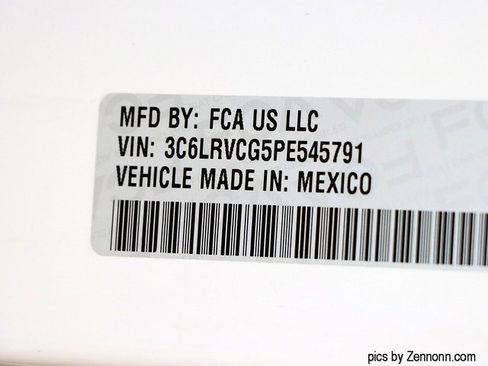 MFD BY: FCA US LLC
VIN: 3C6LRVCG5PE545791
VEHICLE MADE IN: MEXICO
pics by Zennonn.com